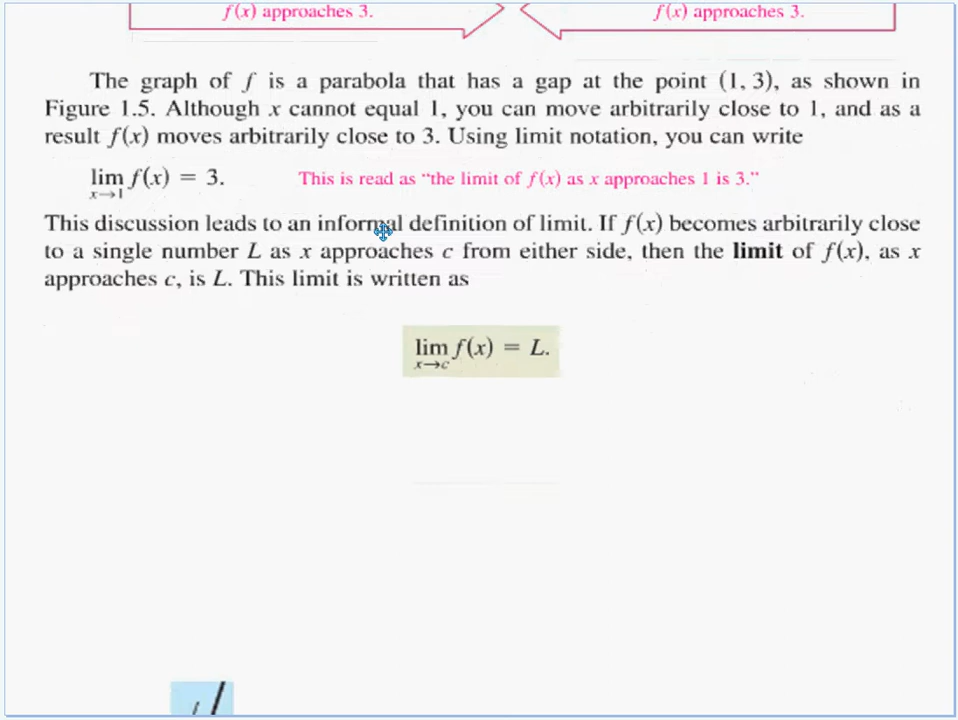 f(x) approaches 3. f(x) approaches 3.
The graph of f is a parabola that has a gap at the point (1, 3), as shown in
Figure 1.5. Although x cannot equal 1, you can move arbitrarily close to 1, and as a
result f(x) moves arbitrarily close to 3. Using limit notation, you can write
lim f(x) = 3. This is read as “the limit of f(x) as x approaches 1 is 3.”
x→1
This discussion leads to an informal definition of limit. If f(x) becomes arbitrarily close
to a single number L as x approaches c from either side, then the limit of f(x), as x
approaches c, is L. This limit is written as
lim f(x) = L.
x→c